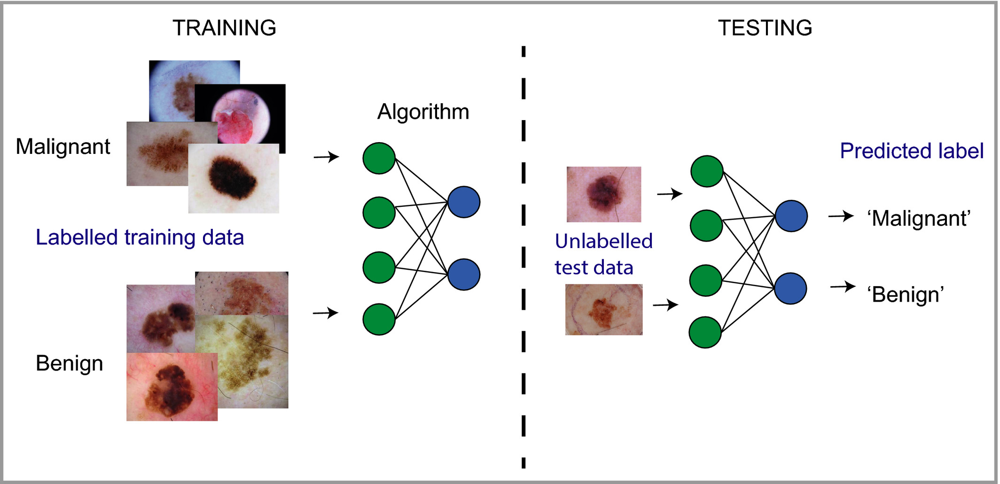 TRAINING
TESTING
Algorithm
Malignant
Labelled training data
Benign
Predicted label
Unlabelled
test data
‘Malignant’
‘Benign’